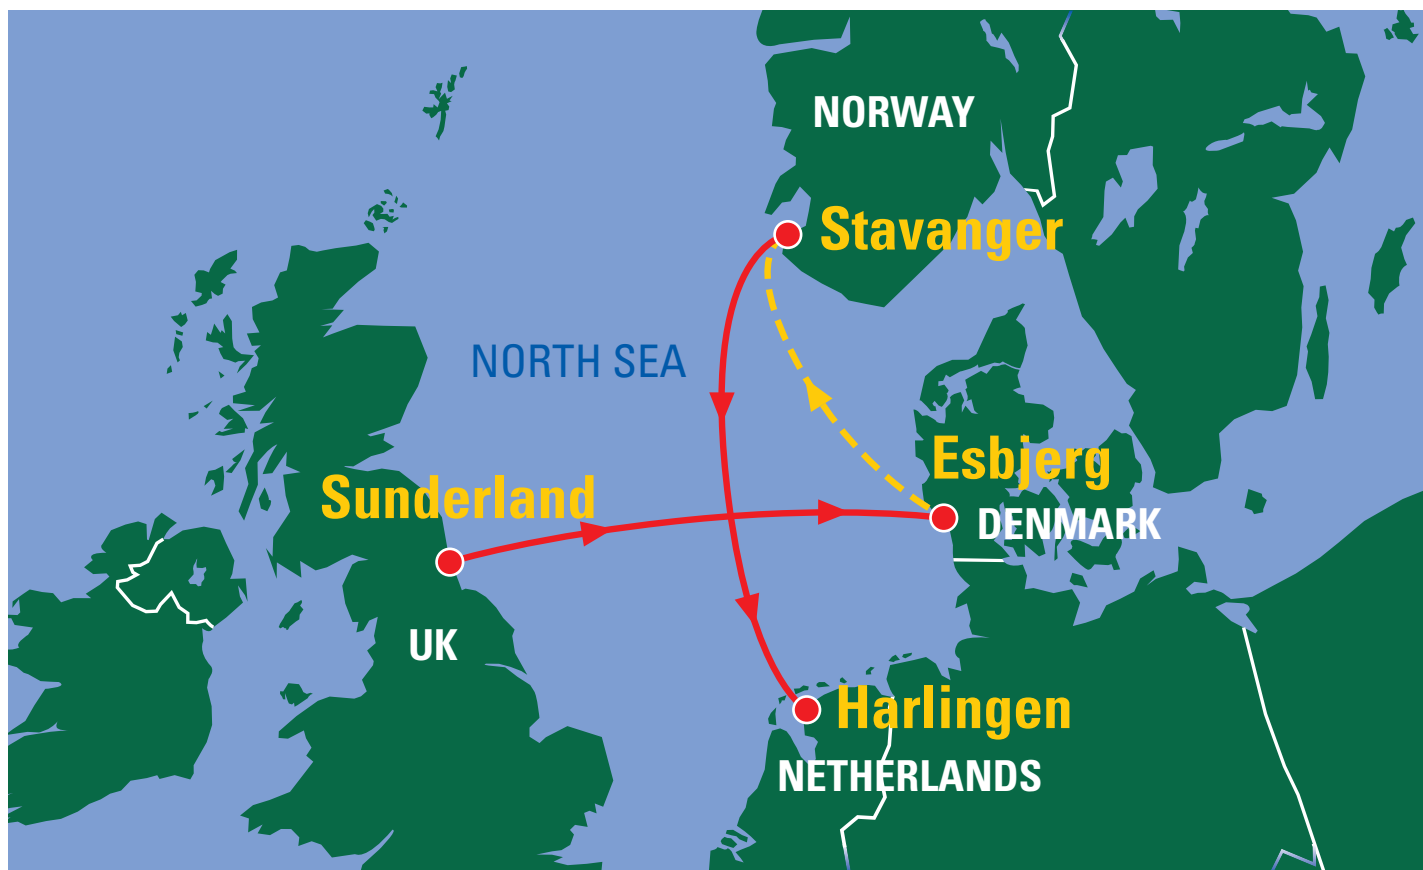 NORWAY
Stavanger
NORTH SEA
Esbjerg
Sunderland
DENMARK
UK
Harlingen
NETHERLANDS